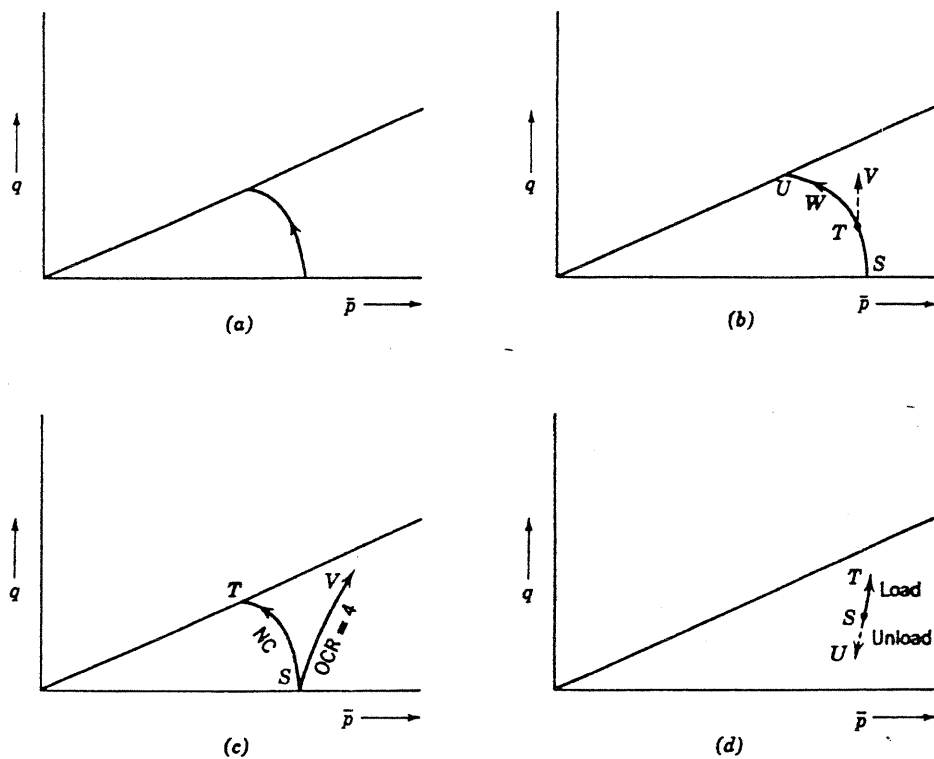 q
p̄
(a)
q
U
W
V
T
S
p̄
(b)
q
T
V
NC
OCR = 4
S
p̄
(c)
q
T
Load
S
Unload
U
p̄
(d)